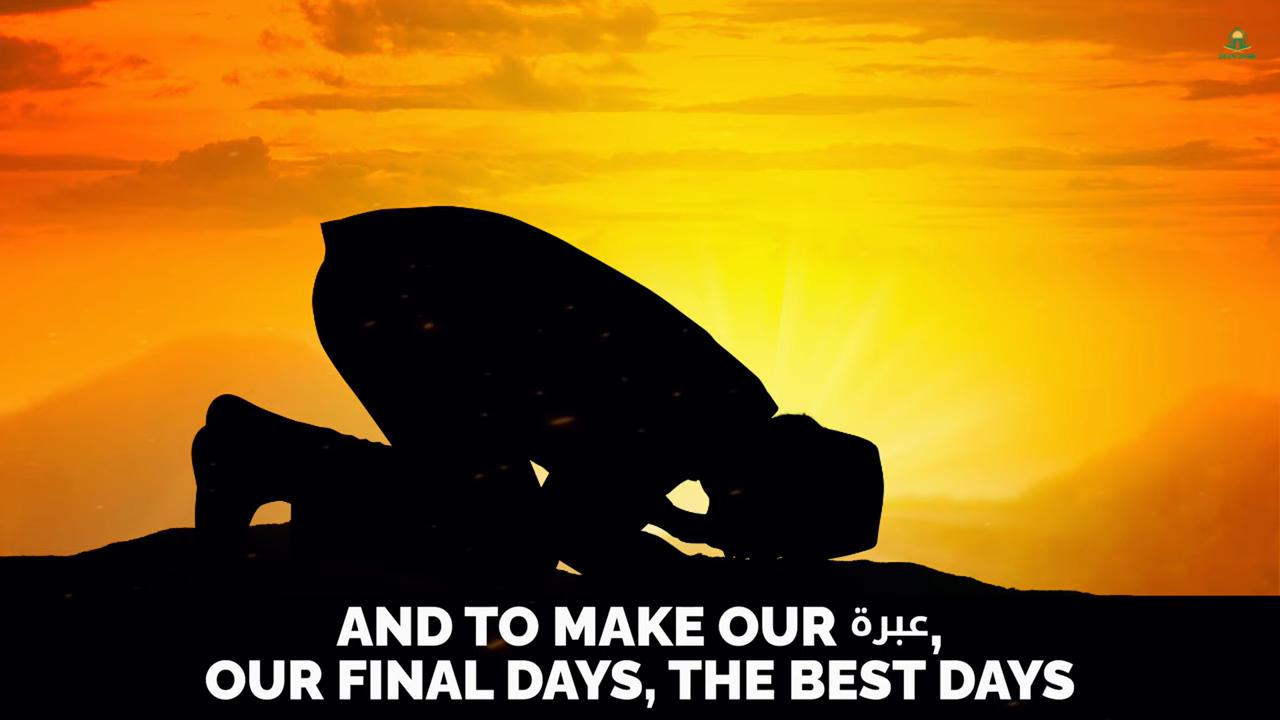 AND TO MAKE OUR عبرة,
OUR FINAL DAYS, THE BEST DAYS